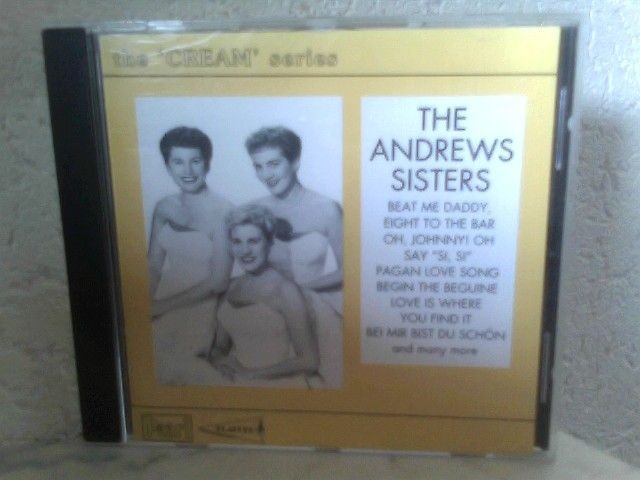 the 'CREAM' series
THE
ANDREWS
SISTERS
BEAT ME DADDY,
EIGHT TO THE BAR
OH, JOHNNY! OH
SAY "SI, SI"
PAGAN LOVE SONG
BEGIN THE BEGUINE
LOVE IS WHERE
YOU FIND IT
BEI MIR BIST DU SCHÖN
and many more